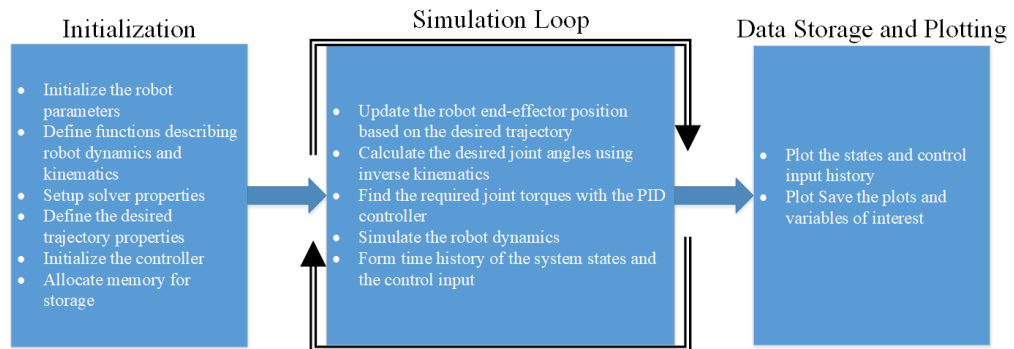 Initialization
• Initialize the robot
parameters
• Define functions describing
robot dynamics and
kinematics
• Setup solver properties
• Define the desired
trajectory properties
• Initialize the controller
• Allocate memory for
storage
Simulation Loop
• Update the robot end-effector position
based on the desired trajectory
• Calculate the desired joint angles using
inverse kinematics
• Find the required joint torques with the PID
controller
• Simulate the robot dynamics
• Form time history of the system states and
the control input
Data Storage and Plotting
• Plot the states and control
input history
• Plot Save the plots and
variables of interest